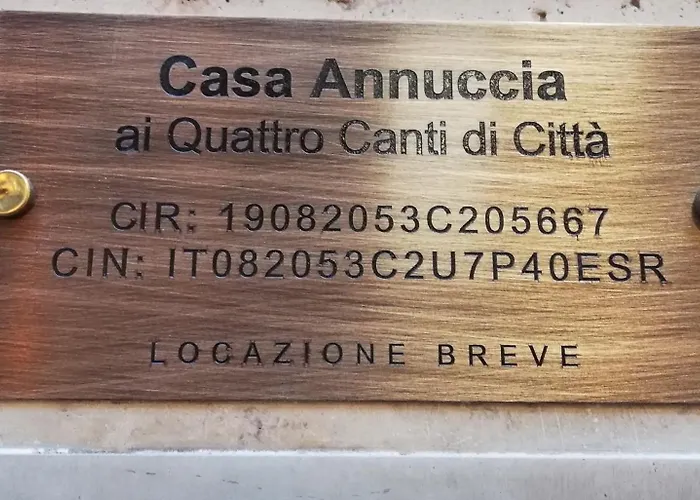 Casa Annuccia
ai Quattro Canti di Città
CIR: 19082053C205667
CIN: IT082053C2U7P40ESR
LOCAZIONE BREVE